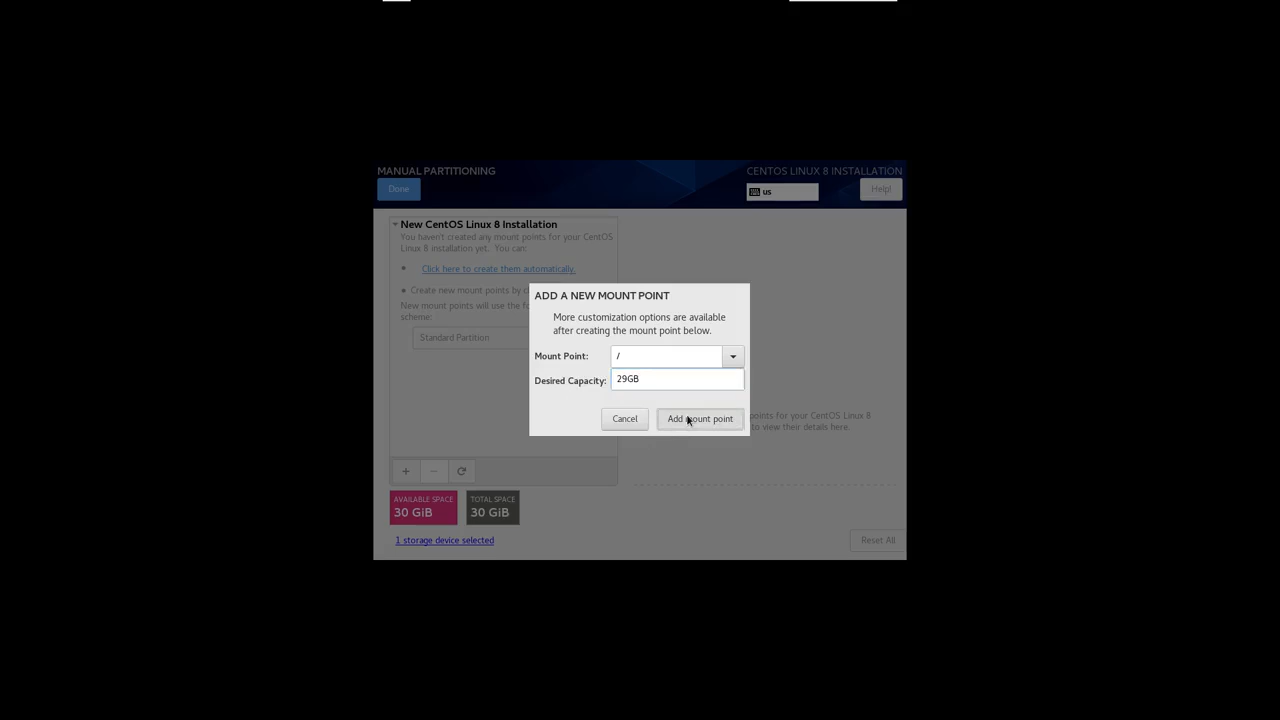 MANUAL PARTITIONING
CENTOS LINUX 8 INSTALLATION
Done
us
Help!
New CentOS Linux 8 Installation
You haven't created any mount points for your CentOS
Linux 8 installation yet. You can:
Click here to create them automatically.
Create new mount points by
New mount points will use the
scheme:
Standard Partition
ADD A NEW MOUNT POINT
More customization options are available
after creating the mount point below.
Mount Point:
/
Desired Capacity:
29GB
Cancel
Add mount point
points for your CentOS Linux 8
to view their details here.
+ −
AVAILABLE SPACE
30 GiB
TOTAL SPACE
30 GiB
1 storage device selected
Reset All